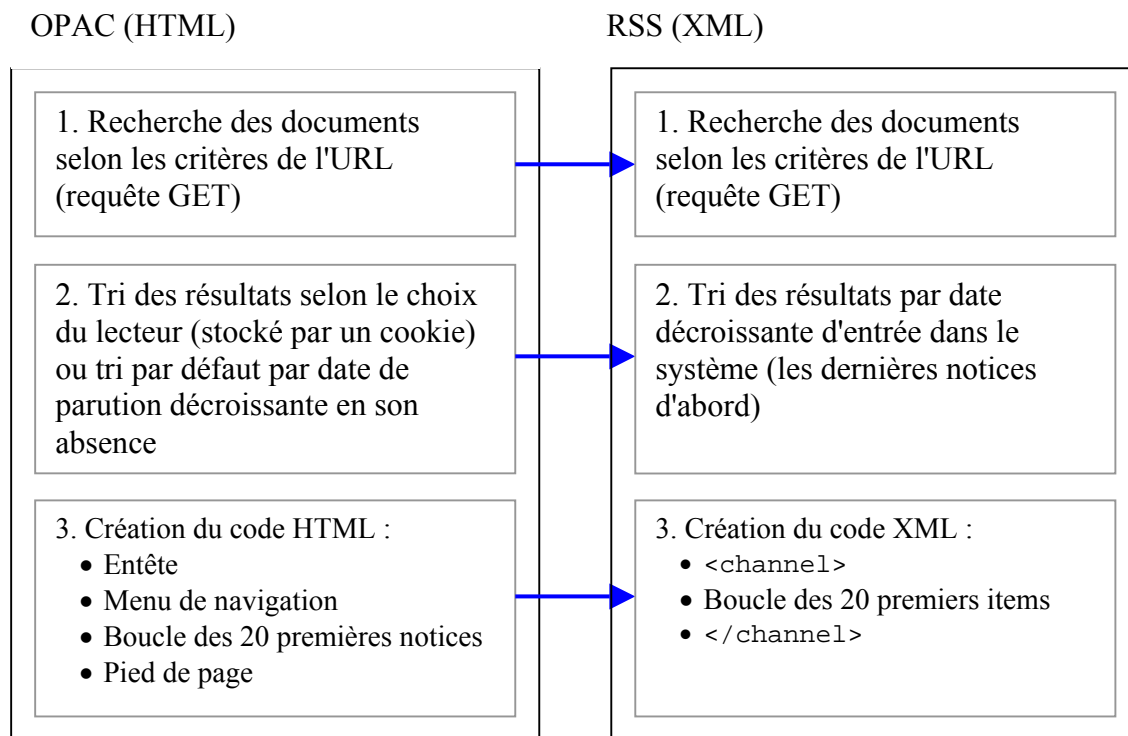 OPAC (HTML)
RSS (XML)
1. Recherche des documents
selon les critères de l'URL
(requête GET)
1. Recherche des documents
selon les critères de l'URL
(requête GET)
2. Tri des résultats selon le choix
du lecteur (stocké par un cookie)
ou tri par défaut par date de
parution décroissante en son
absence
2. Tri des résultats par date
décroissante d'entrée dans le
système (les dernières notices
d'abord)
3. Création du code HTML :
• Entête
• Menu de navigation
• Boucle des 20 premières notices
• Pied de page
3. Création du code XML :
• <channel>
• Boucle des 20 premiers items
• </channel>